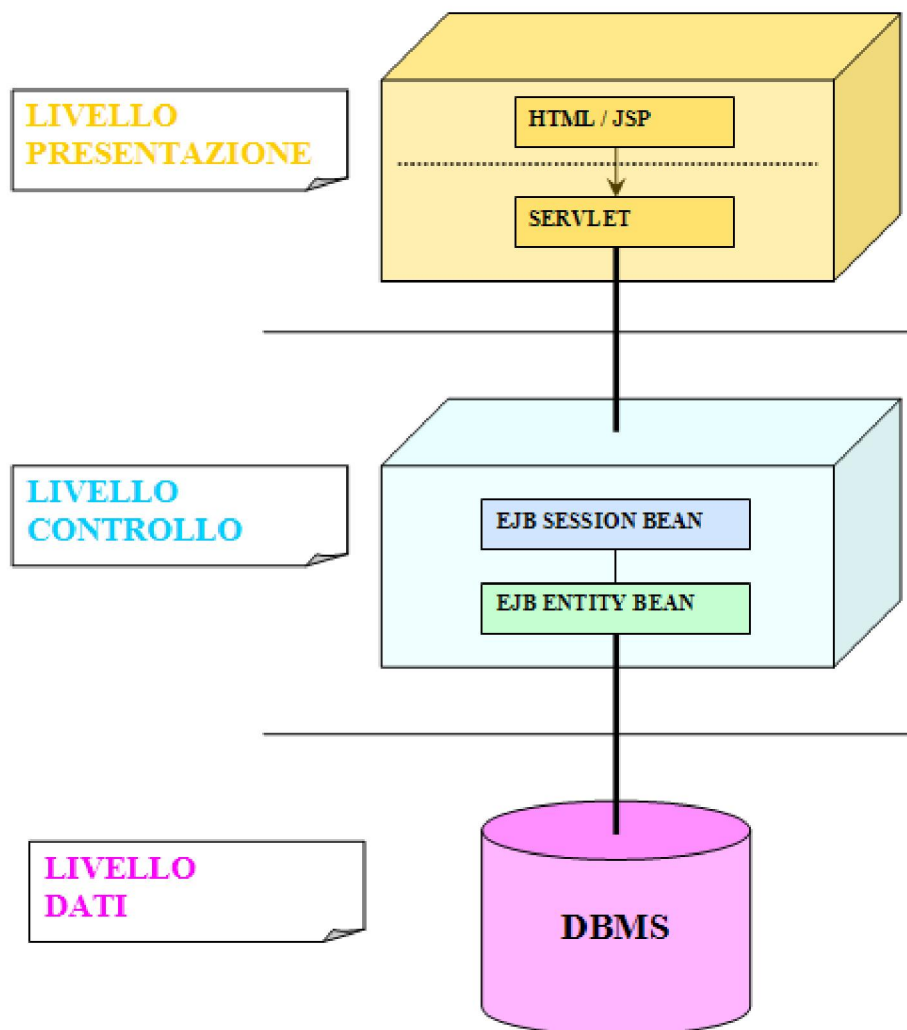 LIVELLO
PRESENTAZIONE
HTML / JSP
SERVLET
LIVELLO
CONTROLLO
EJB SESSION BEAN
EJB ENTITY BEAN
LIVELLO
DATI
DBMS